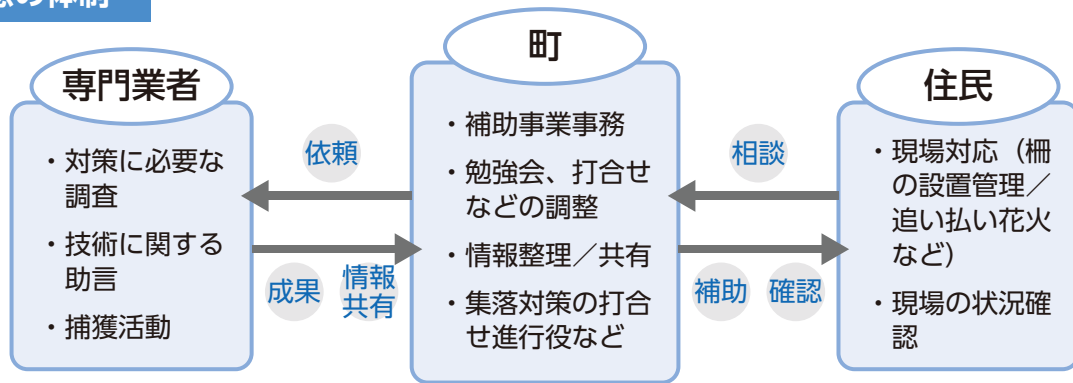 の体制
専門業者
・対策に必要な
調査
・技術に関する
助言
・捕獲活動
依頼
成果
情報
共有
町
・補助事業事務
・勉強会、打合せ
などの調整
・情報整理／共有
・集落対策の打合
せ進行役など
相談
補助
確認
住民
・現場対応（柵
の設置管理／
追い払い花火
など）
・現場の状況確
認